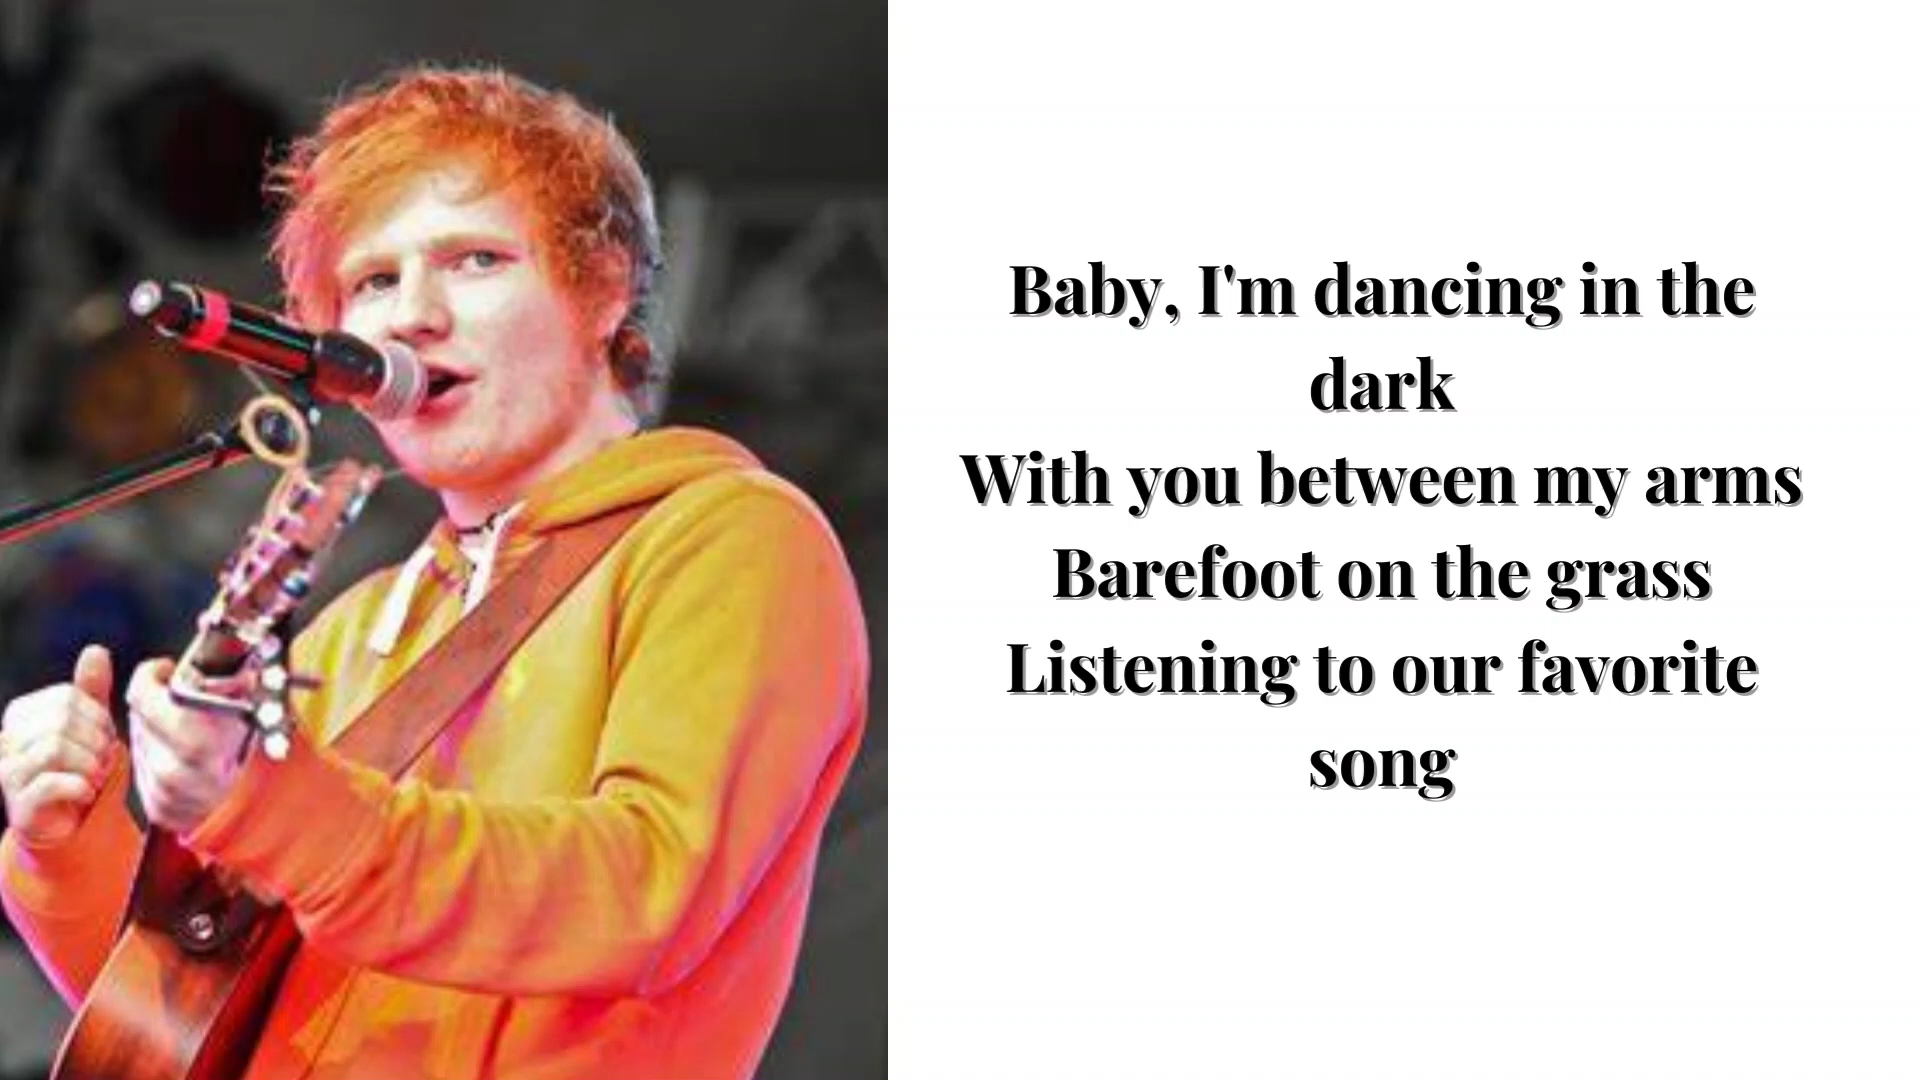 Baby, I'm dancing in the
dark
With you between my arms
Barefoot on the grass
Listening to our favorite
song